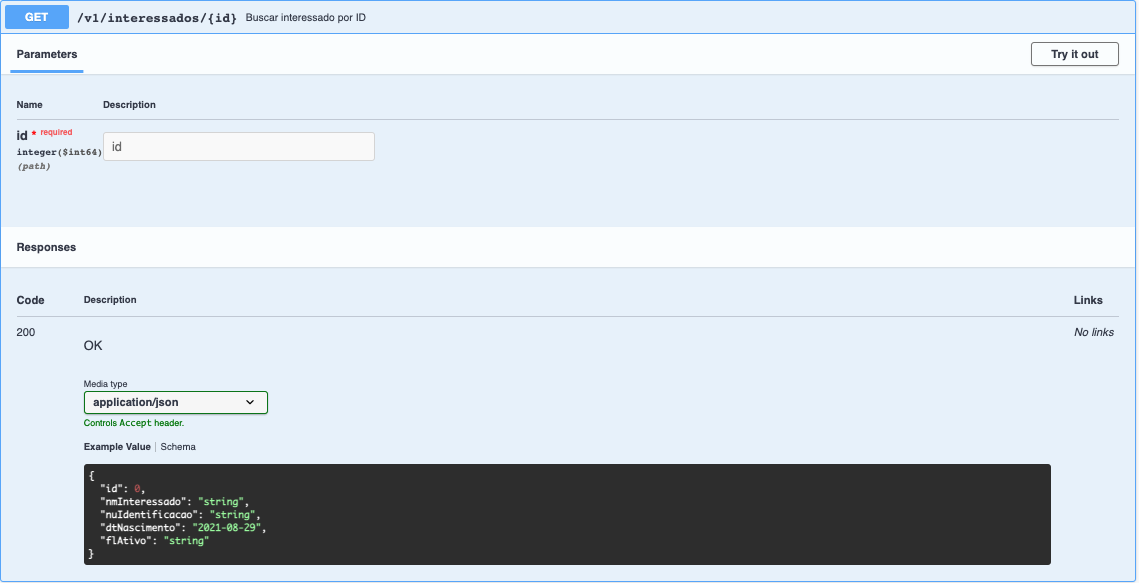 GET /v1/interessados/{id} Buscar interessado por ID
Parameters Try it out
Name Description
id * required
integer($int64) id
(path)
Responses
Code Description Links
200 No links
OK
Media type
application/json
Controls Accept header.
Example Value | Schema
{
"id": 0,
"nmInteressado": "string",
"nuIdentificacao": "string",
"dtNascimento": "2021-08-29",
"flAtivo": "string"
}